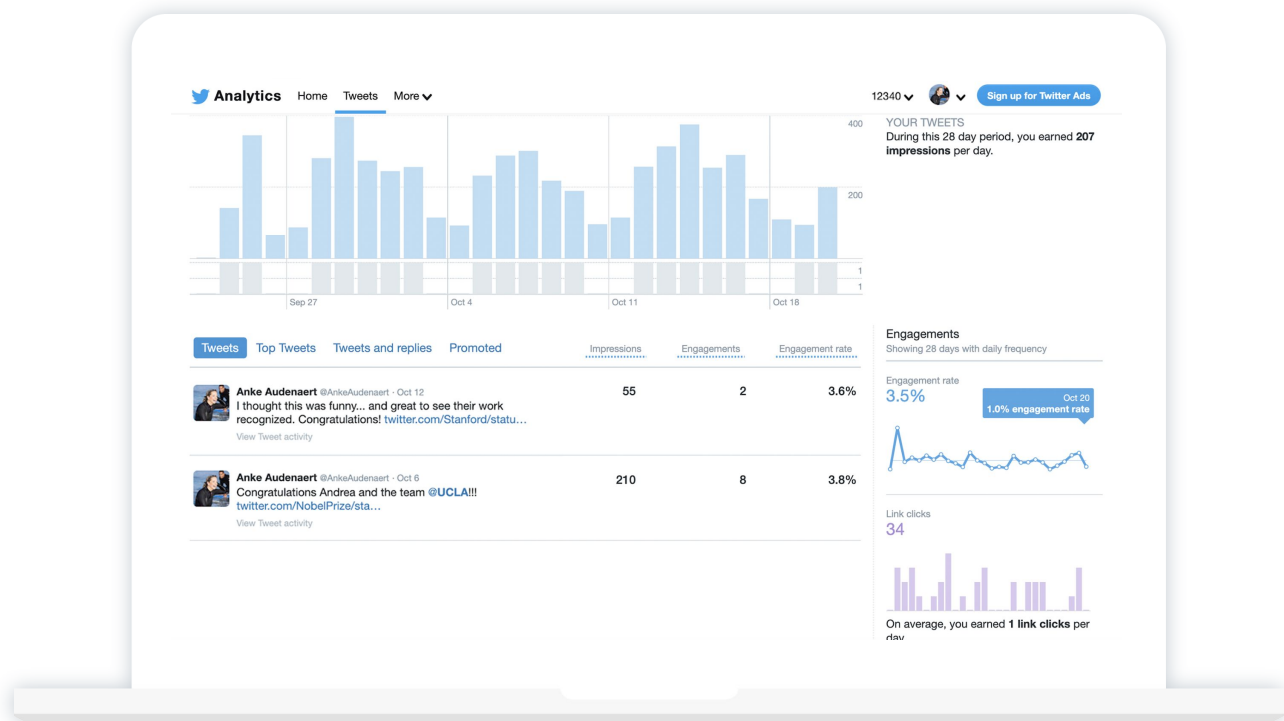 Analytics Home Tweets More
12340 Sign up for Twitter Ads
400
200
1
1
Sep 27 Oct 4 Oct 11 Oct 18
YOUR TWEETS
During this 28 day period, you earned 207
impressions per day.
Tweets Top Tweets Tweets and replies Promoted Impressions Engagements Engagement rate
Anke Audenaert @AnkeAudenaert · Oct 12
I thought this was funny... and great to see their work
recognized. Congratulations! twitter.com/Stanford/statu…
View Tweet activity
55 2 3.6%
Anke Audenaert @AnkeAudenaert · Oct 6
Congratulations Andrea and the team @UCLA!!!
twitter.com/NobelPrize/sta…
View Tweet activity
210 8 3.8%
Engagements
Showing 28 days with daily frequency
Engagement rate
3.5%
Oct 20
1.0% engagement rate
Link clicks
34
On average, you earned 1 link clicks per
day